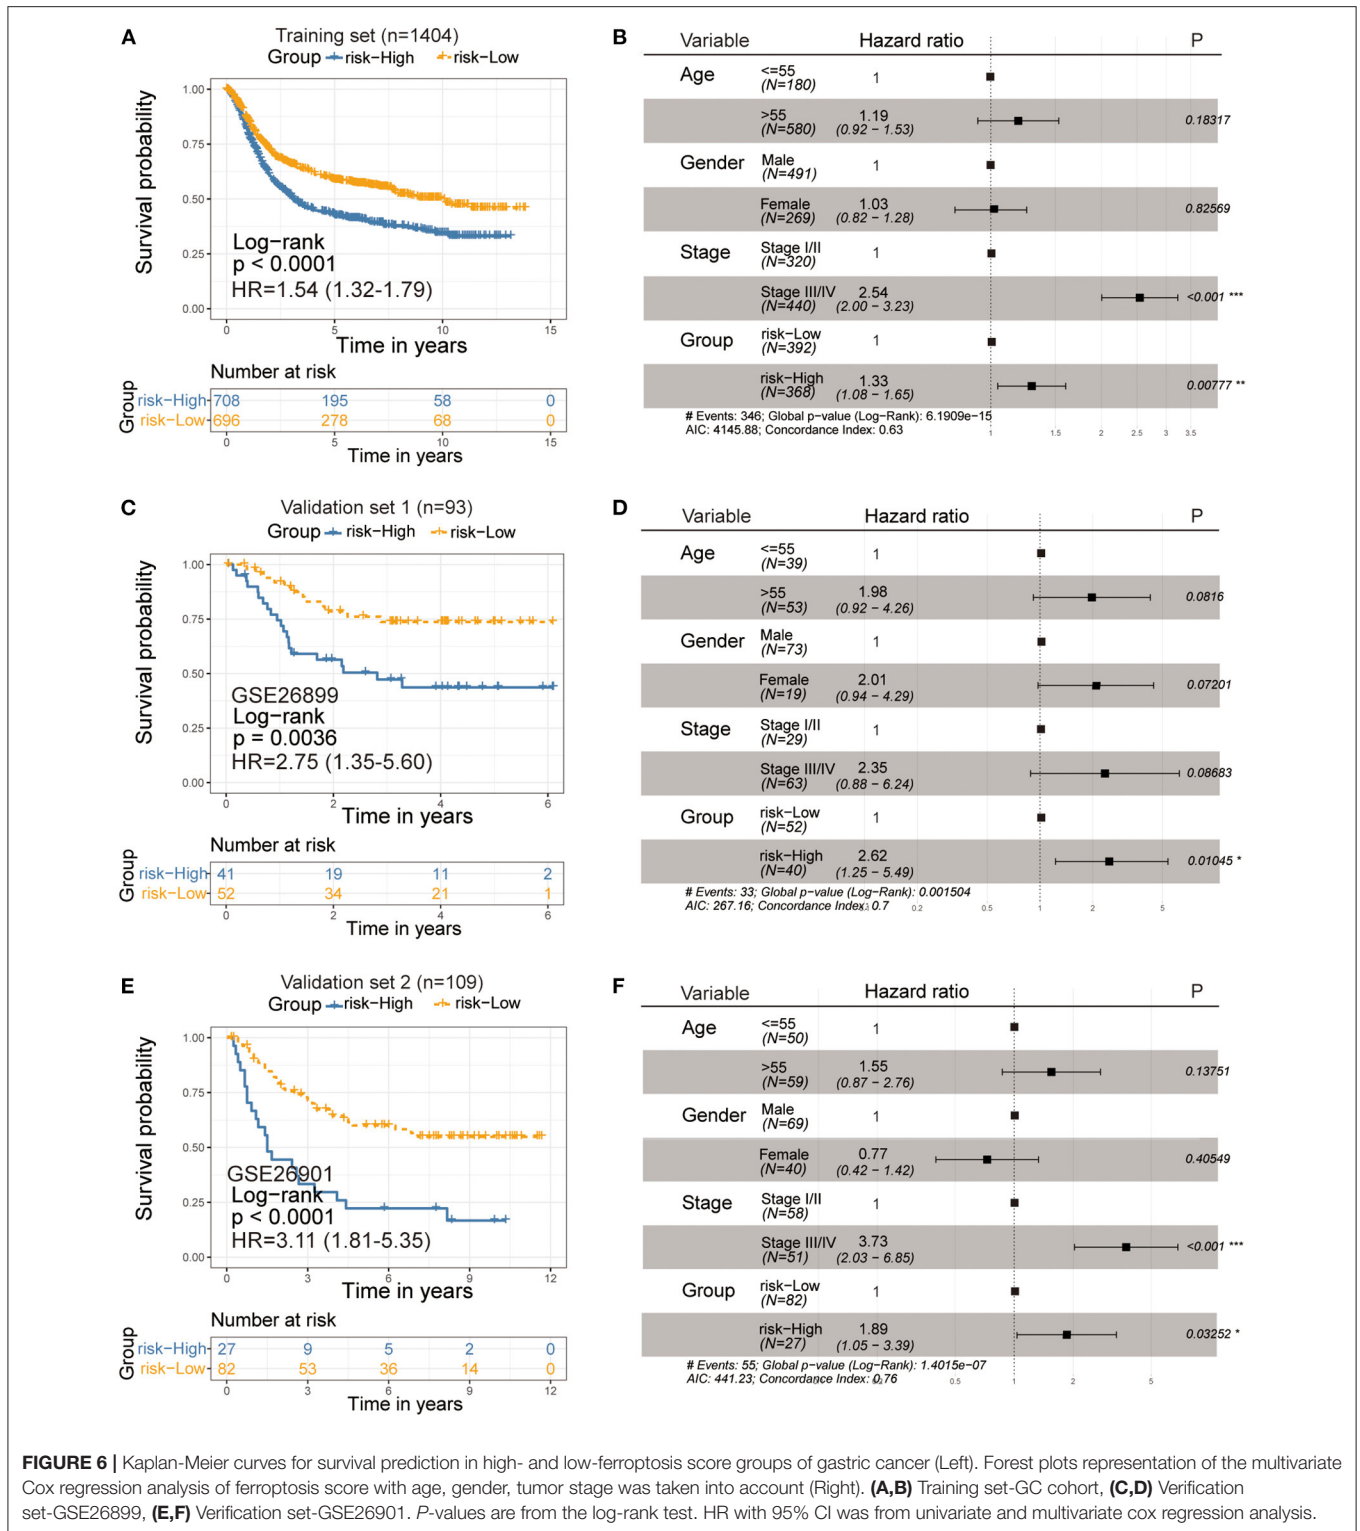 A
Training set (n=1404)
Group risk-High risk-Low
Survival probability
1.00
0.75
0.50
0.25
0.00
Log-rank
p < 0.0001
HR=1.54 (1.32-1.79)
0 5 10 15
Time in years
Number at risk
Group
risk-High 708 195 58 0
risk-Low 696 278 68 0
0 5 10 15
Time in years
B
Variable Hazard ratio P
Age <=55 (N=180) 1
>55 (N=580) 1.19 (0.92 - 1.53) 0.18317
Gender Male (N=491) 1
Female (N=269) 1.03 (0.82 - 1.28) 0.82569
Stage Stage I/II (N=320) 1
Stage III/IV (N=440) 2.54 (2.00 - 3.23) <0.001 ***
Group risk-Low (N=392) 1
risk-High (N=368) 1.33 (1.08 - 1.65) 0.00777 **
# Events: 346; Global p-value (Log-Rank): 6.1909e-15
AIC: 4145.88; Concordance Index: 0.63
1 1.5 2 2.5 3 3.5
C
Validation set 1 (n=93)
Group risk-High risk-Low
Survival probability
1.00
0.75
0.50
0.25
0.00
GSE26899
Log-rank
p = 0.0036
HR=2.75 (1.35-5.60)
0 2 4 6
Time in years
Number at risk
Group
risk-High 41 19 11 2
risk-Low 52 34 21 1
0 2 4 6
Time in years
D
Variable Hazard ratio P
Age <=55 (N=39) 1
>55 (N=53) 1.98 (0.92 - 4.26) 0.0816
Gender Male (N=73) 1
Female (N=19) 2.01 (0.94 - 4.29) 0.07201
Stage Stage I/II (N=29) 1
Stage III/IV (N=63) 2.35 (0.88 - 6.24) 0.08683
Group risk-Low (N=52) 1
risk-High (N=40) 2.62 (1.25 - 5.49) 0.01045 *
# Events: 33; Global p-value (Log-Rank): 0.001504
AIC: 267.16; Concordance Index: 0.7
0.2 0.5 1 2 5
E
Validation set 2 (n=109)
Group risk-High risk-Low
Survival probability
1.00
0.75
0.50
0.25
0.00
GSE26901
Log-rank
p < 0.0001
HR=3.11 (1.81-5.35)
0 3 6 9 12
Time in years
Number at risk
Group
risk-High 27 9 5 2 0
risk-Low 82 53 36 14 0
0 3 6 9 12
Time in years
F
Variable Hazard ratio P
Age <=55 (N=50) 1
>55 (N=59) 1.55 (0.87 - 2.76) 0.13751
Gender Male (N=69) 1
Female (N=40) 0.77 (0.42 - 1.42) 0.40549
Stage Stage I/II (N=58) 1
Stage III/IV (N=51) 3.73 (2.03 - 6.85) <0.001 ***
Group risk-Low (N=82) 1
risk-High (N=27) 1.89 (1.05 - 3.39) 0.03252 *
# Events: 55; Global p-value (Log-Rank): 1.4015e-07
AIC: 441.23; Concordance Index: 0.76
0.5 1 2 5
FIGURE 6 | Kaplan-Meier curves for survival prediction in high- and low-ferroptosis score groups of gastric cancer (Left). Forest plots representation of the multivariate
Cox regression analysis of ferroptosis score with age, gender, tumor stage was taken into account (Right). (A,B) Training set-GC cohort, (C,D) Verification
set-GSE26899, (E,F) Verification set-GSE26901. P-values are from the log-rank test. HR with 95% CI was from univariate and multivariate cox regression analysis.